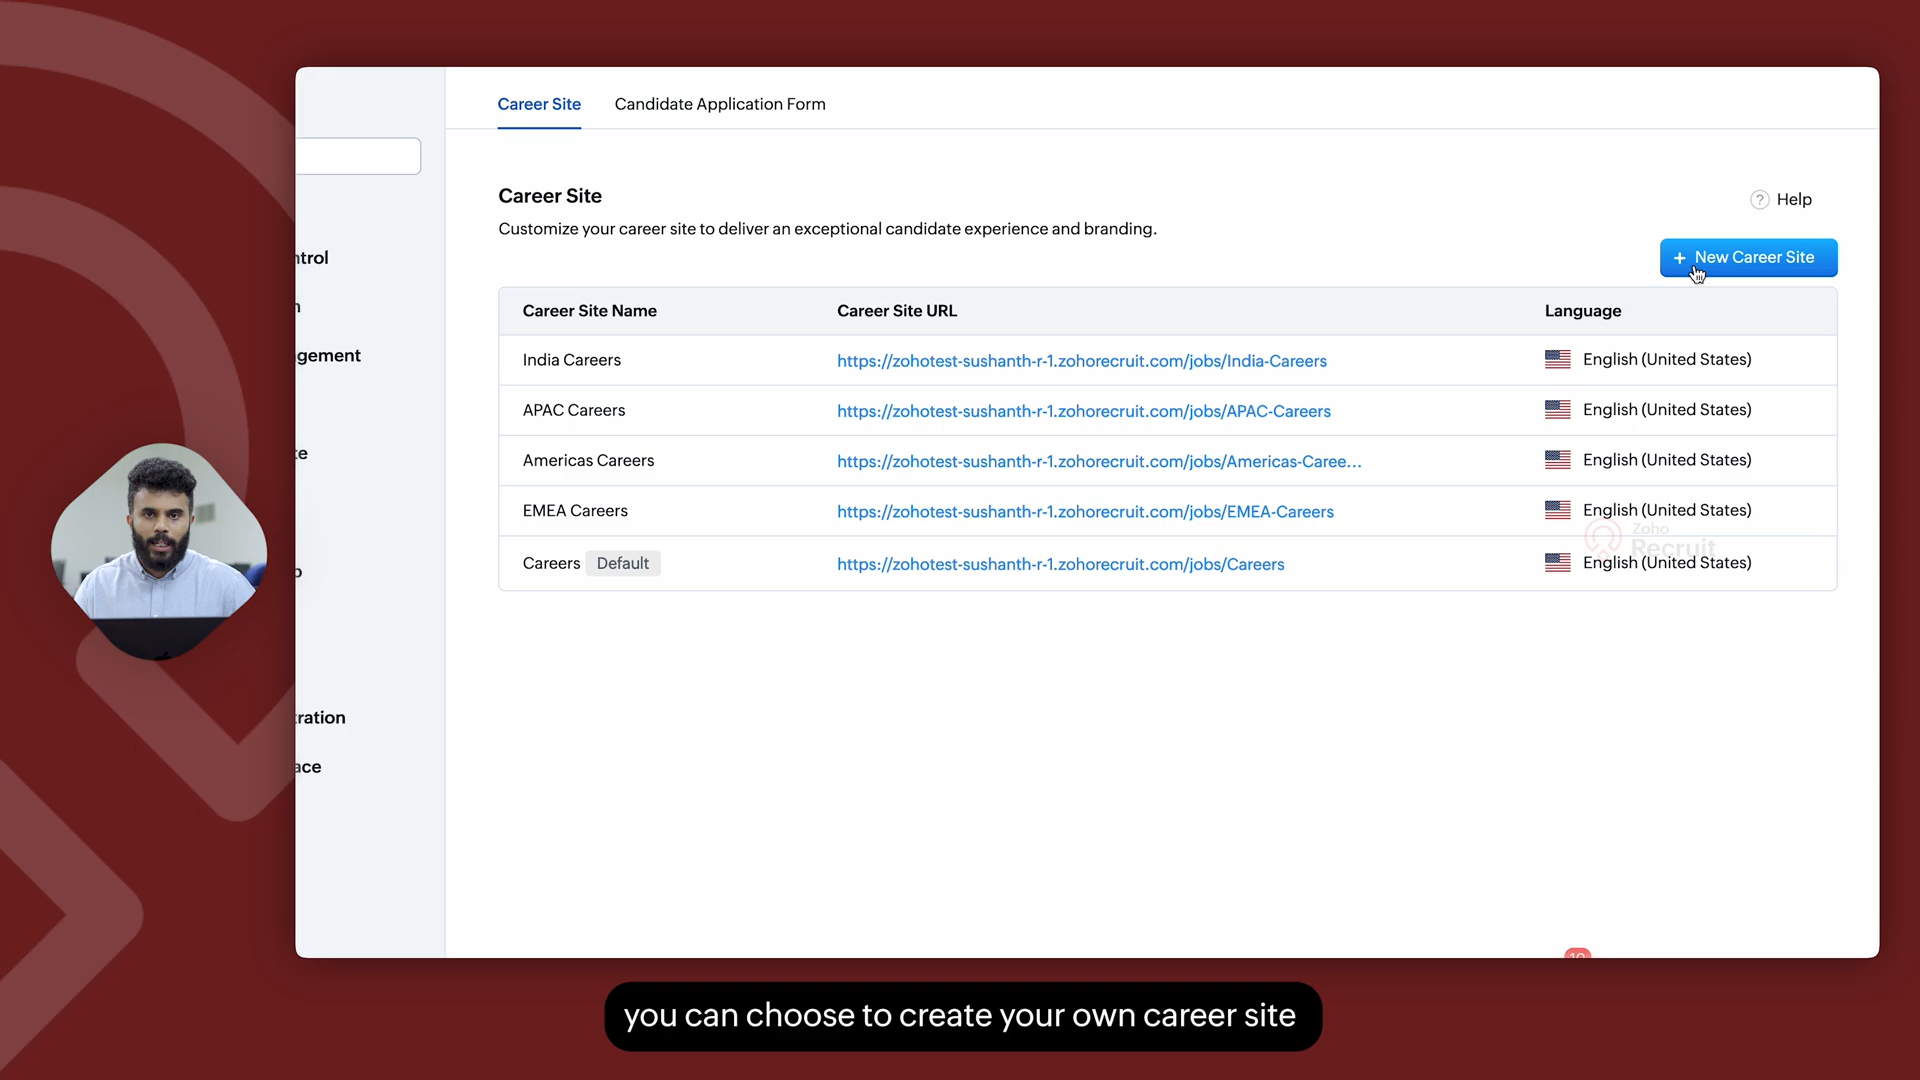 Career Site
Candidate Application Form
Career Site
? Help
Customize your career site to deliver an exceptional candidate experience and branding.
+ New Career Site
Career Site Name
Career Site URL
Language
India Careers
https://zohotest-sushanth-r-1.zohorecruit.com/jobs/India-Careers
English (United States)
APAC Careers
https://zohotest-sushanth-r-1.zohorecruit.com/jobs/APAC-Careers
English (United States)
Americas Careers
https://zohotest-sushanth-r-1.zohorecruit.com/jobs/Americas-Caree...
English (United States)
EMEA Careers
https://zohotest-sushanth-r-1.zohorecruit.com/jobs/EMEA-Careers
English (United States)
Zoho
Recruit
Careers Default
https://zohotest-sushanth-r-1.zohorecruit.com/jobs/Careers
English (United States)
ntrol
gement
te
ration
ace
you can choose to create your own career site